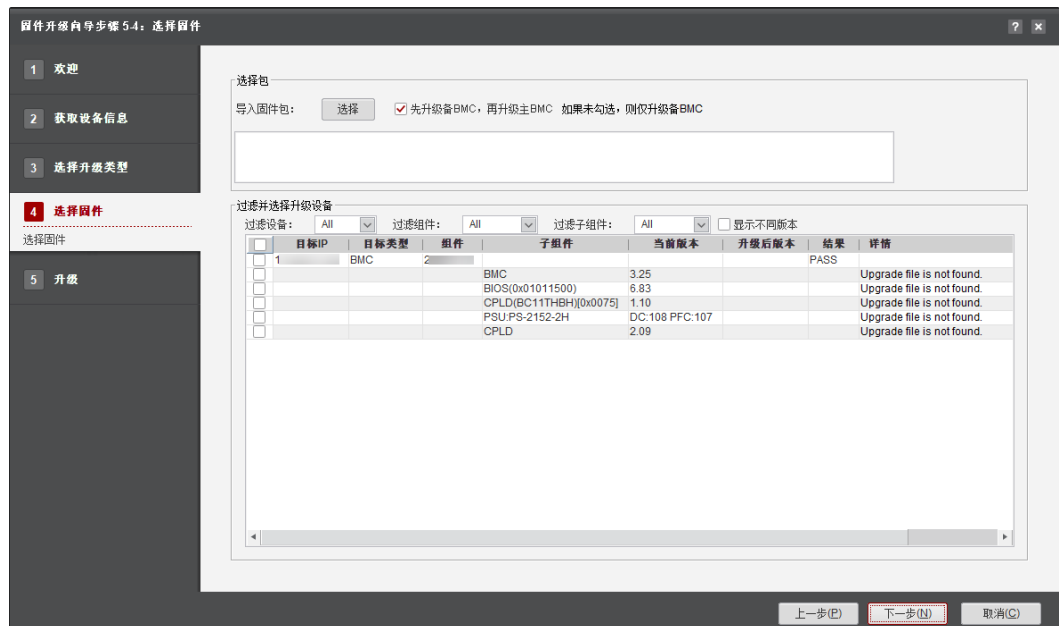 固件升级向导步骤5-4：选择固件
? ×
1 欢迎
2 获取设备信息
3 选择升级类型
4 选择固件
选择固件
5 升级
选择包
导入固件包： 选择 先升级备BMC，再升级主BMC 如果未勾选，则仅升级备BMC
过滤并选择升级设备
过滤设备： All 过滤组件： All 过滤子组件： All 显示不同版本
目标IP 目标类型 组件 子组件 当前版本 升级后版本 结果 详情
1 BMC 2 PASS
BMC 3.25 Upgrade file is not found.
BIOS(0x01011500) 6.83 Upgrade file is not found.
CPLD(BC11THBH)[0x0075] 1.10 Upgrade file is not found.
PSU:PS-2152-2H DC:108 PFC:107 Upgrade file is not found.
CPLD 2.09 Upgrade file is not found.
上一步(P) 下一步(N) 取消(C)